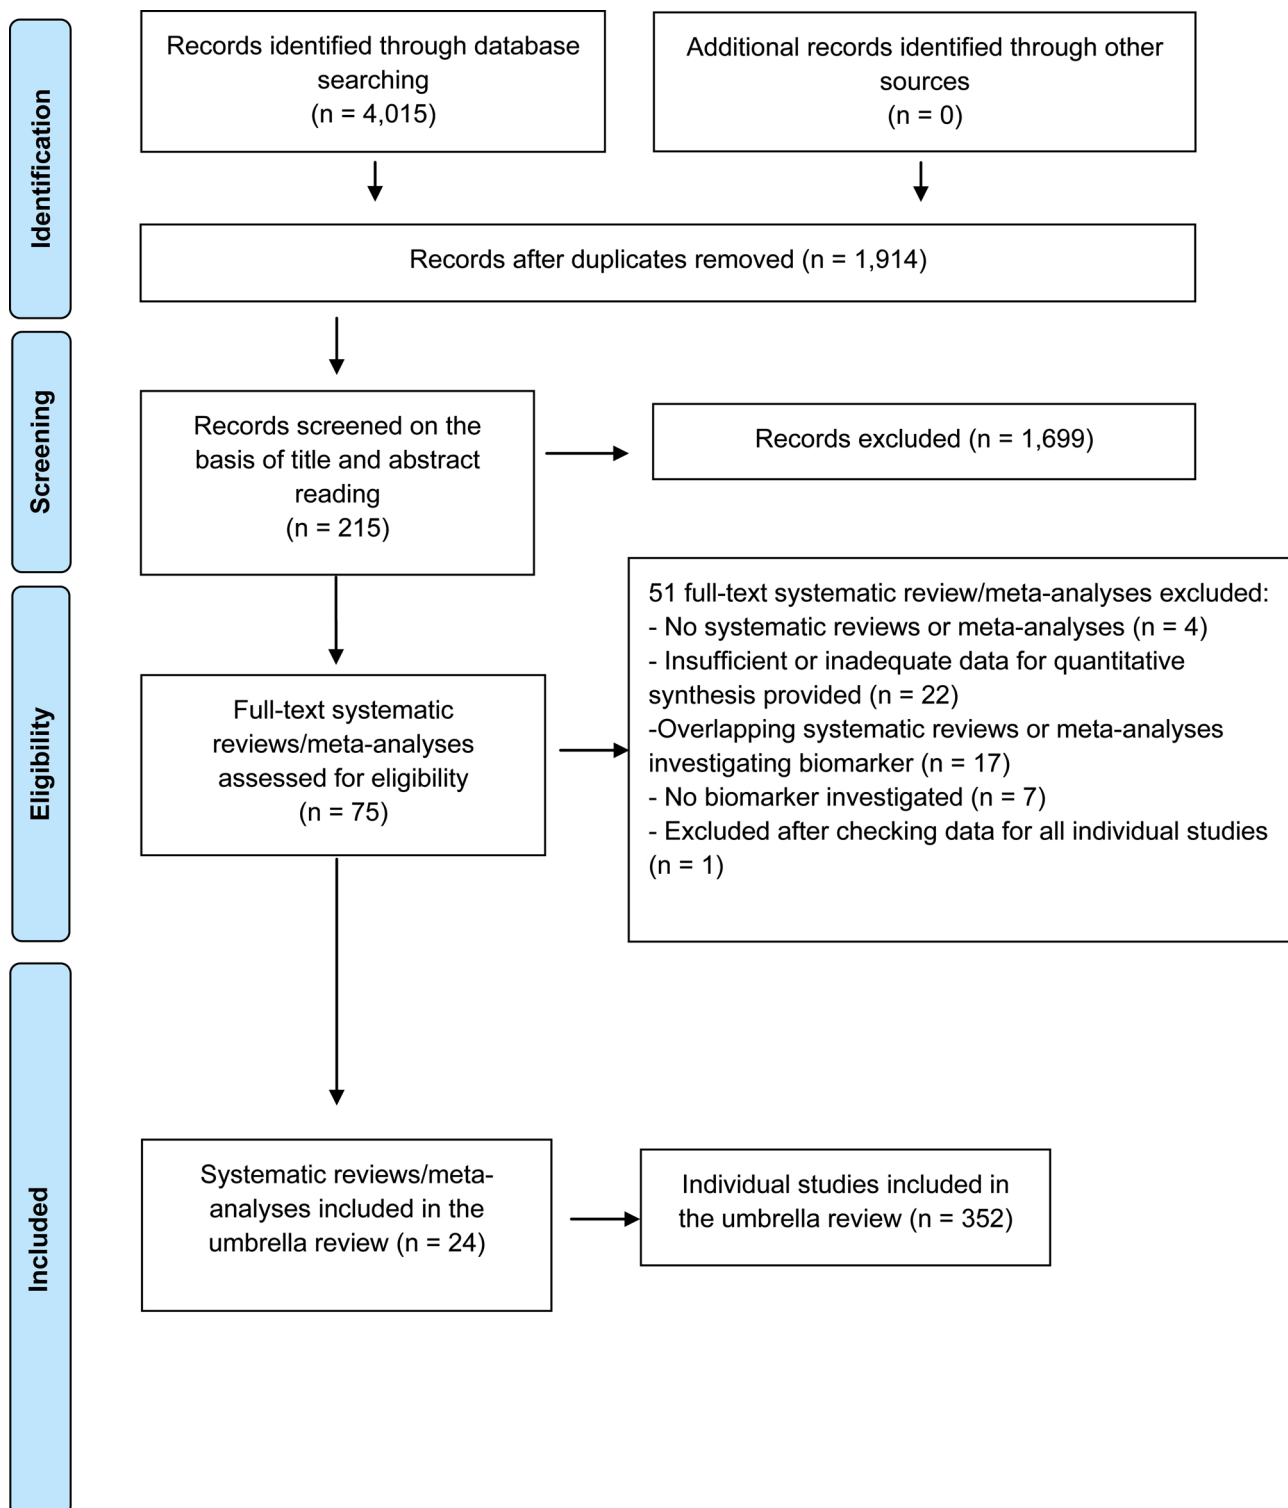 Identification
Records identified through database
searching
(n = 4,015)
Additional records identified through other
sources
(n = 0)
Records after duplicates removed (n = 1,914)
Screening
Records screened on the
basis of title and abstract
reading
(n = 215)
Records excluded (n = 1,699)
Eligibility
Full-text systematic
reviews/meta-analyses
assessed for eligibility
(n = 75)
51 full-text systematic review/meta-analyses excluded:
- No systematic reviews or meta-analyses (n = 4)
- Insufficient or inadequate data for quantitative
synthesis provided (n = 22)
-Overlapping systematic reviews or meta-analyses
investigating biomarker (n = 17)
- No biomarker investigated (n = 7)
- Excluded after checking data for all individual studies
(n = 1)
Included
Systematic reviews/meta-
analyses included in the
umbrella review (n = 24)
Individual studies included in
the umbrella review (n = 352)